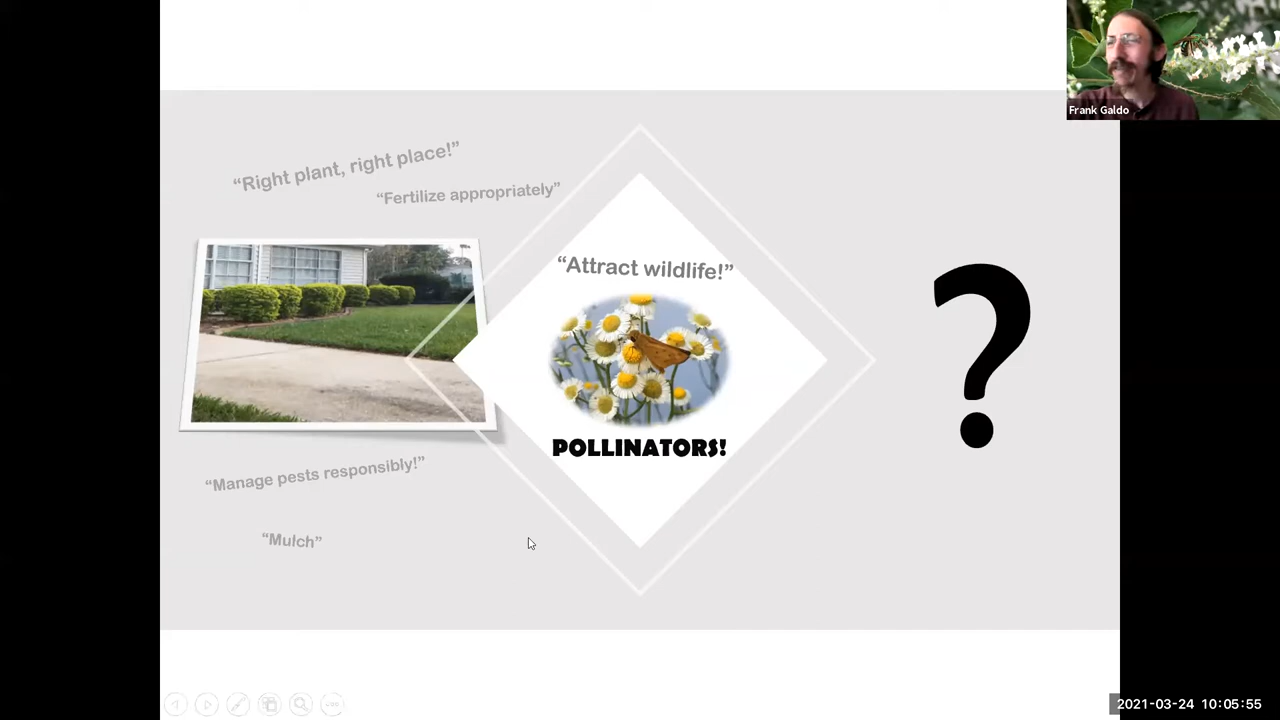 Frank Galdo
“Right plant, right place!”
“Fertilize appropriately”
“Attract wildlife!”
POLLINATORS!
?
“Manage pests responsibly!”
“Mulch”
2021-03-24 10:05:55